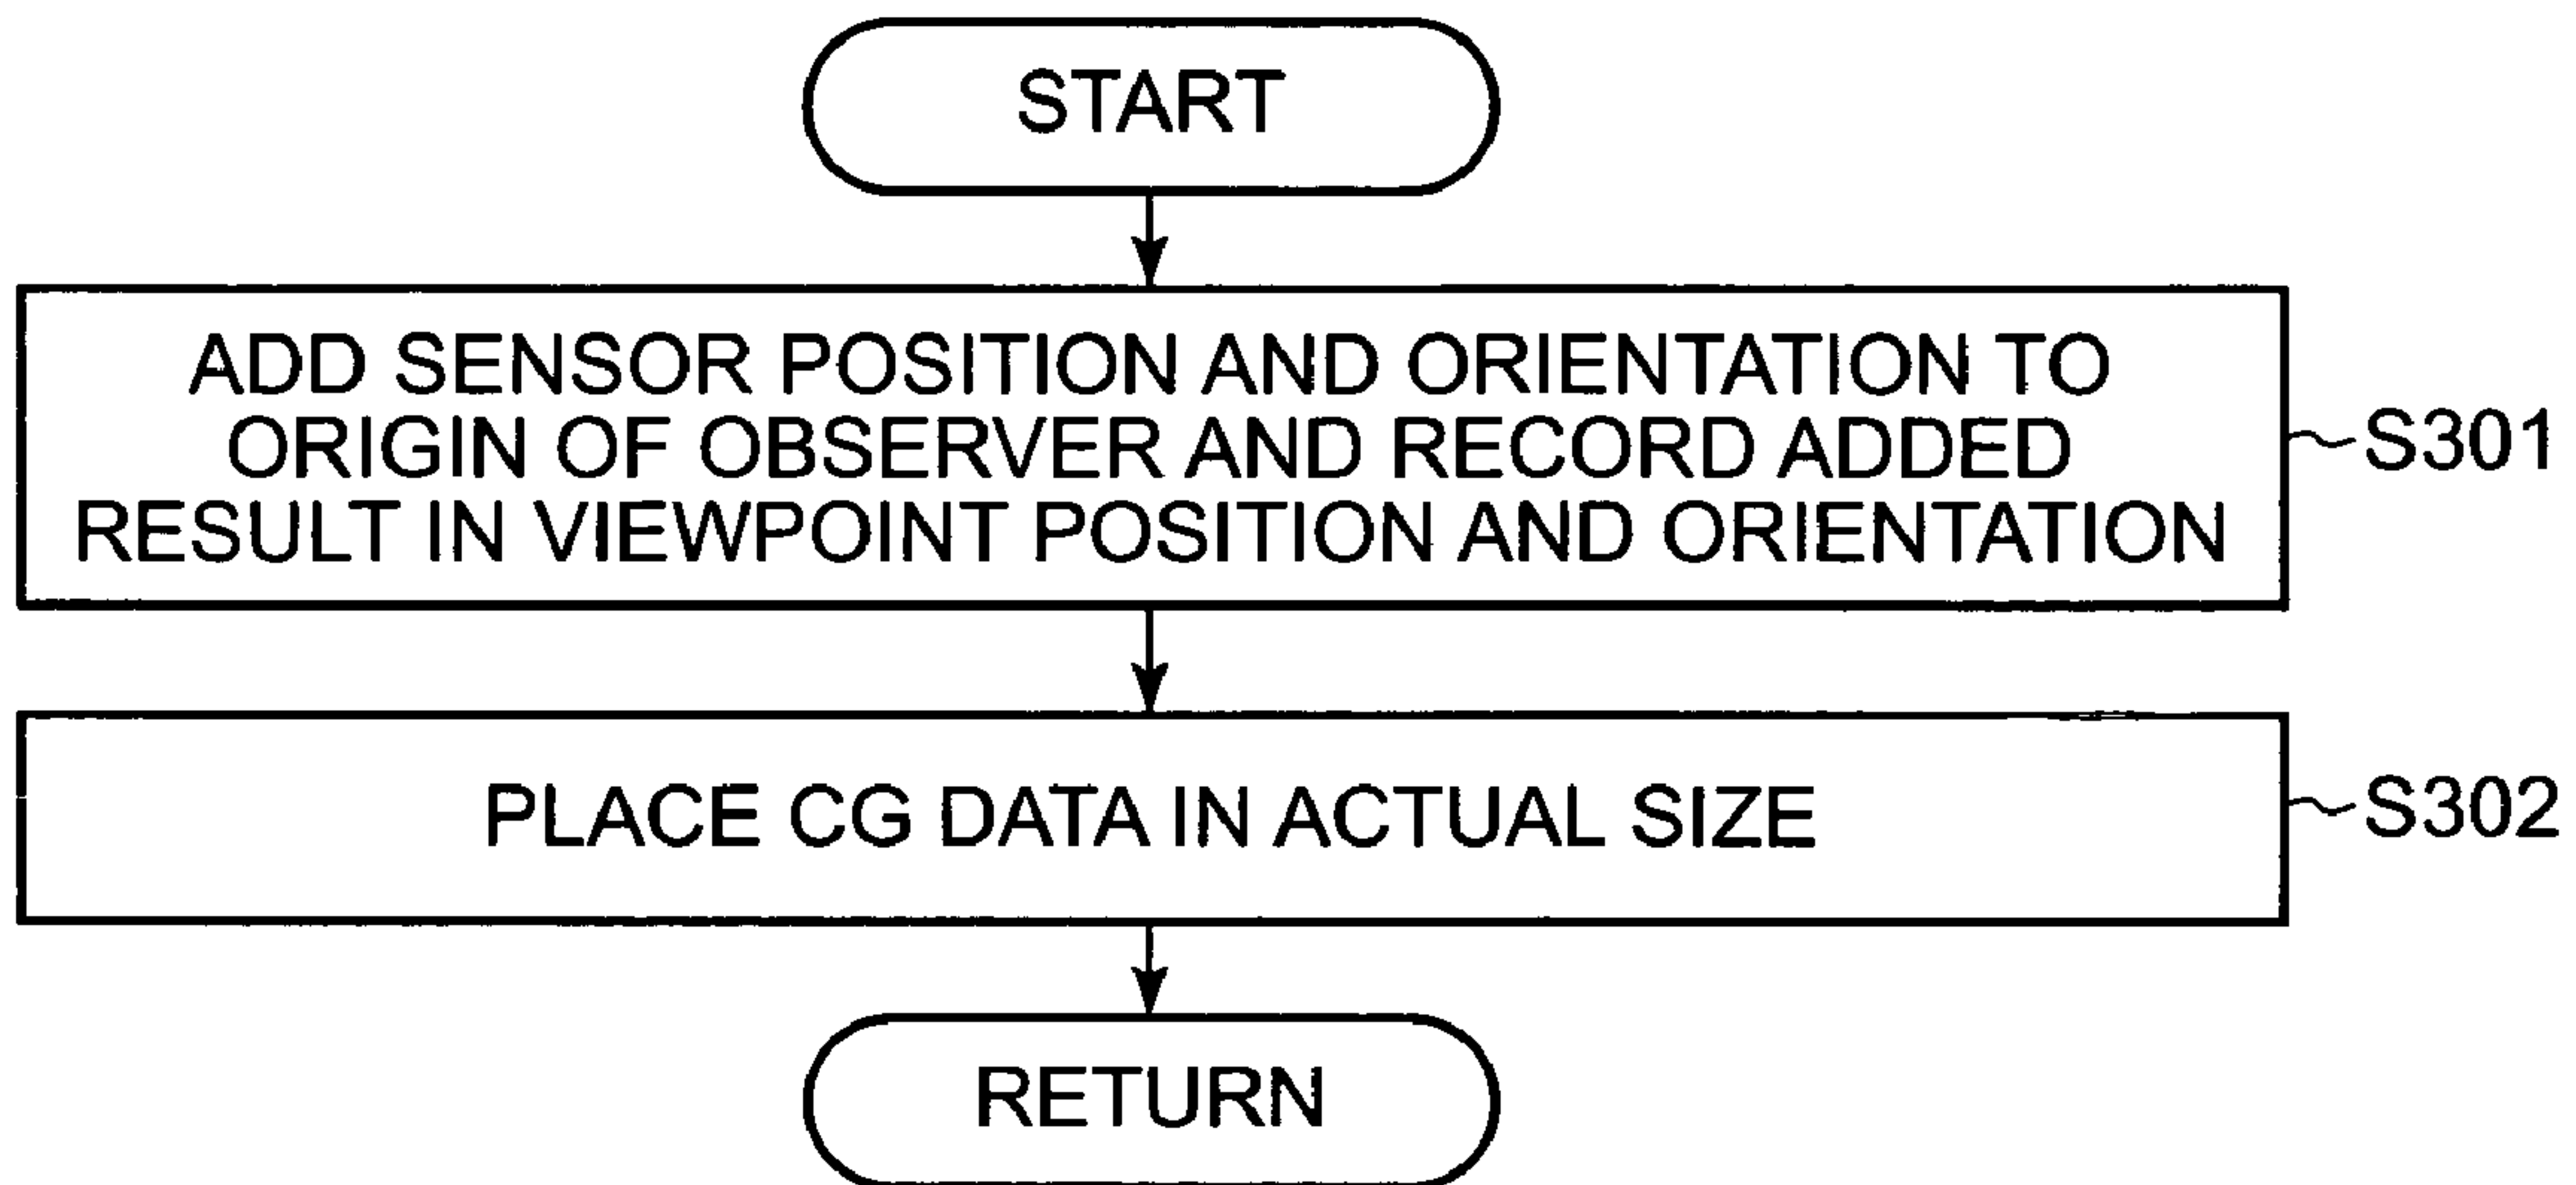 START
ADD SENSOR POSITION AND ORIENTATION TO
ORIGIN OF OBSERVER AND RECORD ADDED
RESULT IN VIEWPOINT POSITION AND ORIENTATION
S301
PLACE CG DATA IN ACTUAL SIZE
S302
RETURN